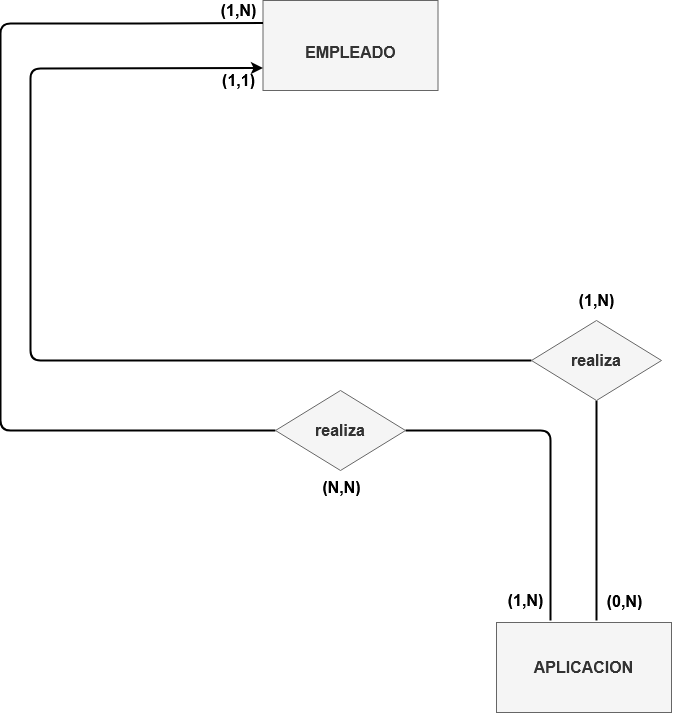 (1,N)
EMPLEADO
(1,1)
(1,N)
realiza
realiza
(N,N)
(1,N)
(0,N)
APLICACION